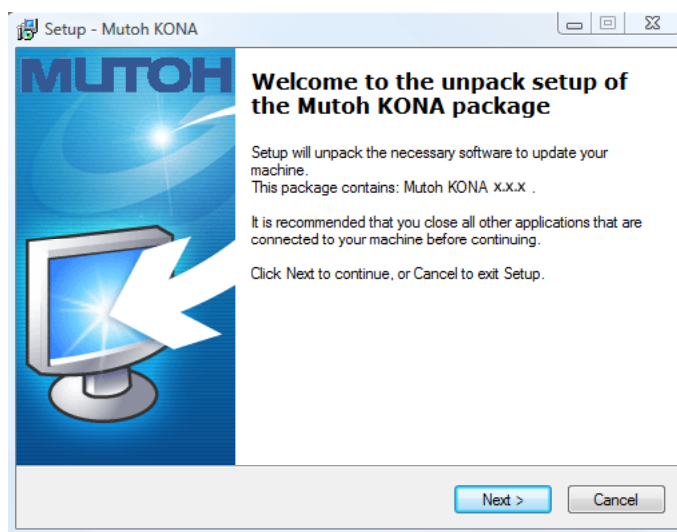 Setup - Mutoh KONA
MUTOH
Welcome to the unpack setup of
the Mutoh KONA package
Setup will unpack the necessary software to update your
machine.
This package contains: Mutoh KONA x.x.x .
It is recommended that you close all other applications that are
connected to your machine before continuing.
Click Next to continue, or Cancel to exit Setup.
Next >
Cancel